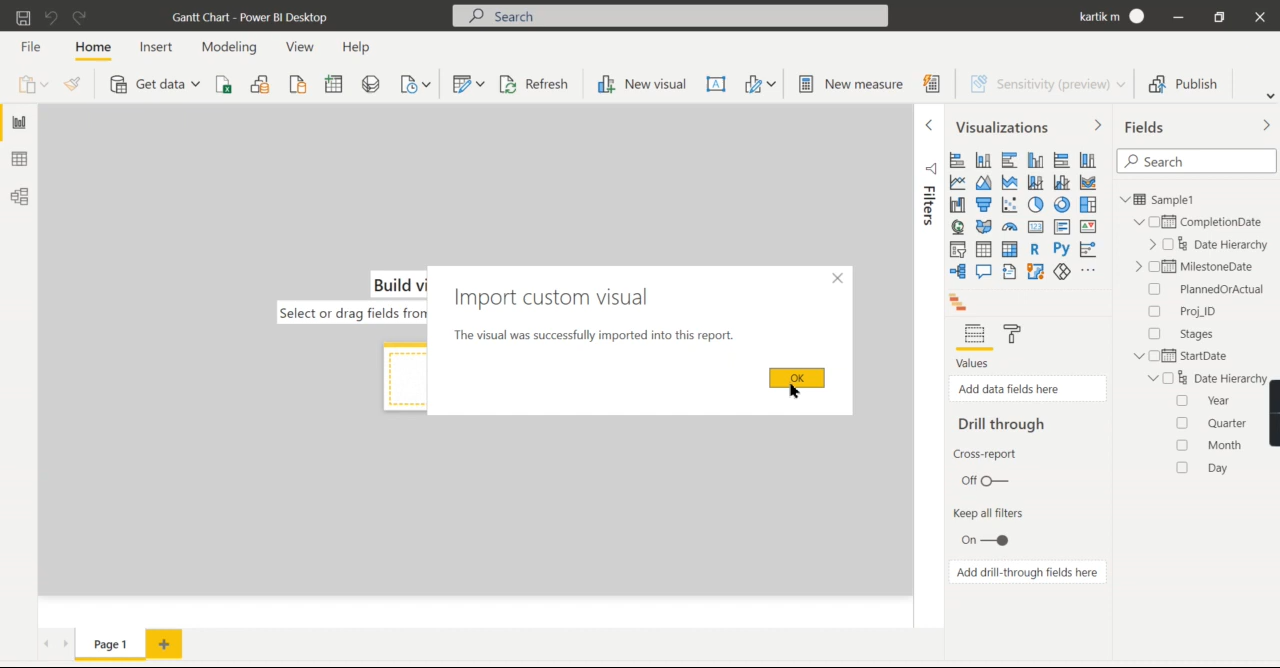 Gantt Chart - Power BI Desktop
Search
kartik m
File
Home
Insert
Modeling
View
Help
Get data
Refresh
New visual
New measure
Sensitivity (preview)
Publish
Build vi
Select or drag fields from
Import custom visual
The visual was successfully imported into this report.
OK
Filters
Visualizations
R
Py
Values
Add data fields here
Drill through
Cross-report
Off
Keep all filters
On
Add drill-through fields here
Fields
Search
Sample1
CompletionDate
Date Hierarchy
MilestoneDate
PlannedOrActual
Proj_ID
Stages
StartDate
Date Hierarchy
Year
Quarter
Month
Day
Page 1